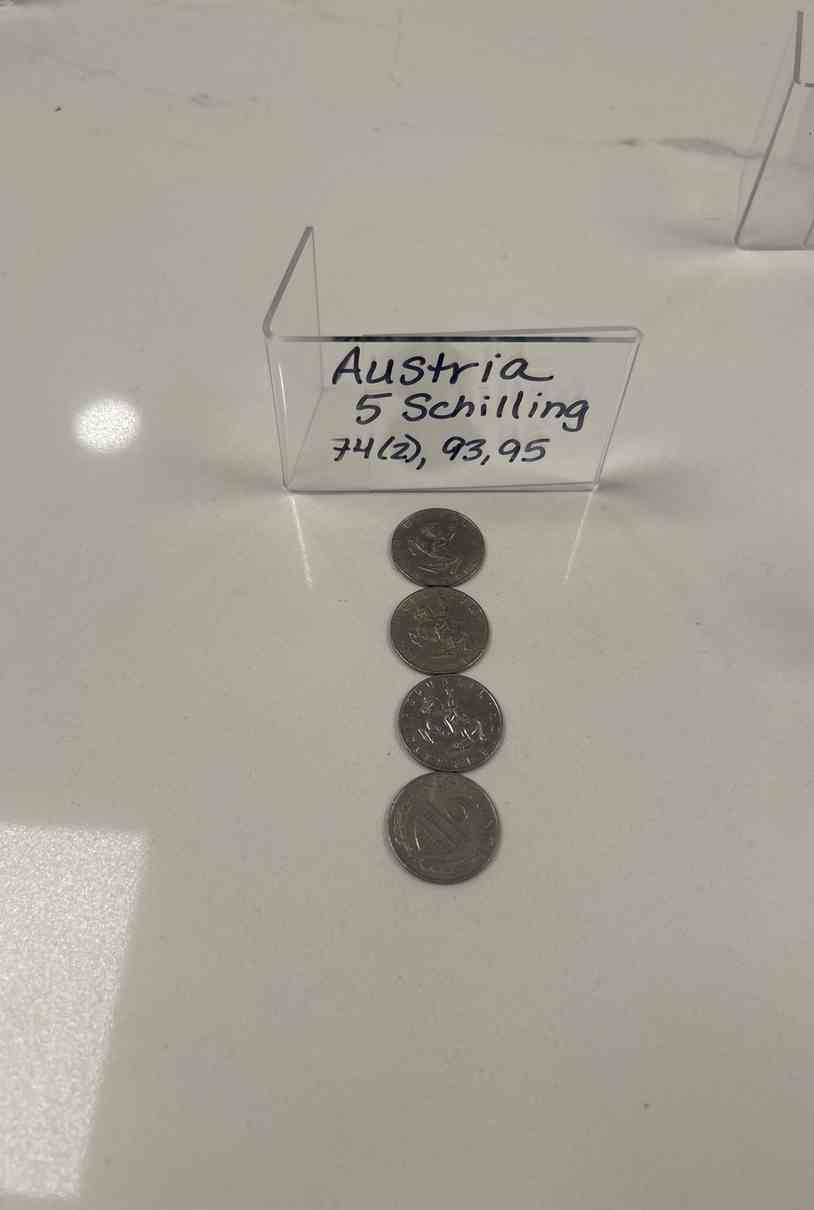 Austria
5 Schilling
74(2), 93, 95